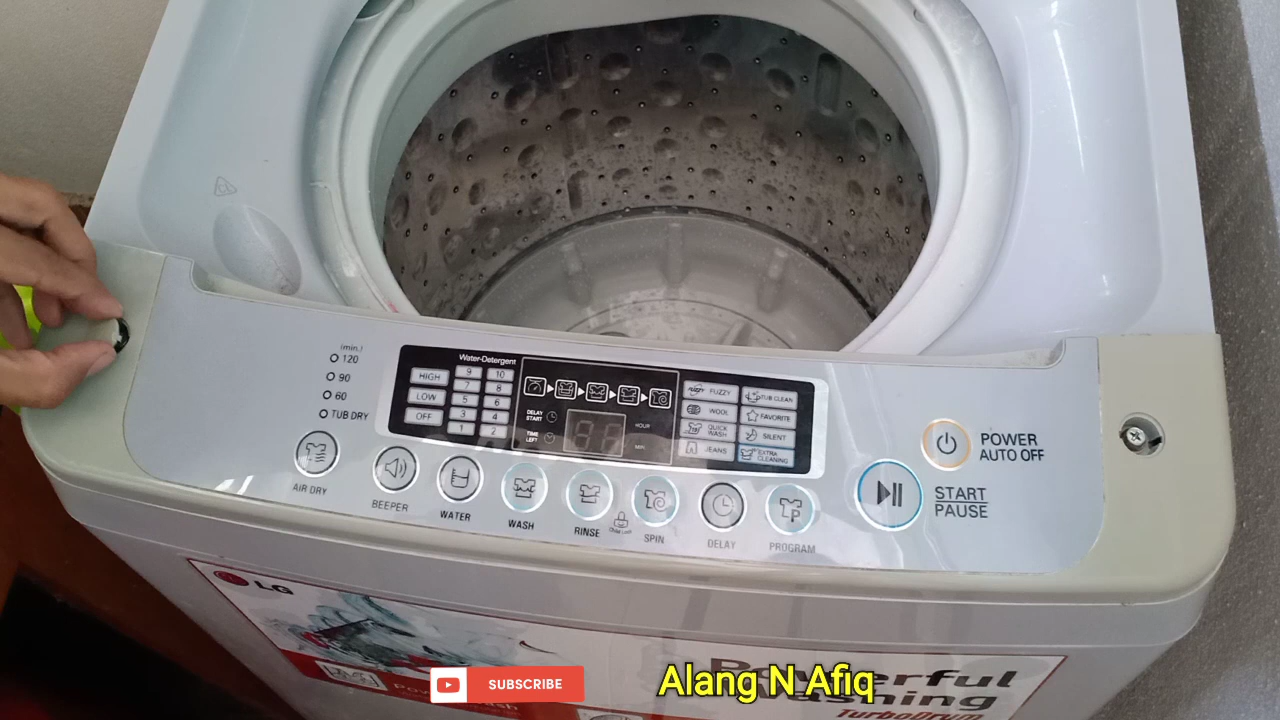 (min.)
120
90
60
TUB DRY
AIR DRY
BEEPER
WATER
WASH
RINSE
SPIN
DELAY
PROGRAM
Water-Detergent
HIGH
LOW
OFF
9 10
7 8
5 6
3 4
1 2
DELAY
START
TIME
LEFT
HOUR
FUZZY
WOOL
QUICK
WASH
JEANS
TUB CLEAN
FAVORITE
SILENT
EXTRA
CLEANING
START
PAUSE
POWER
AUTO OFF
LG
Powerful
Washing
TurboDrum
SUBSCRIBE
Alang N Afiq